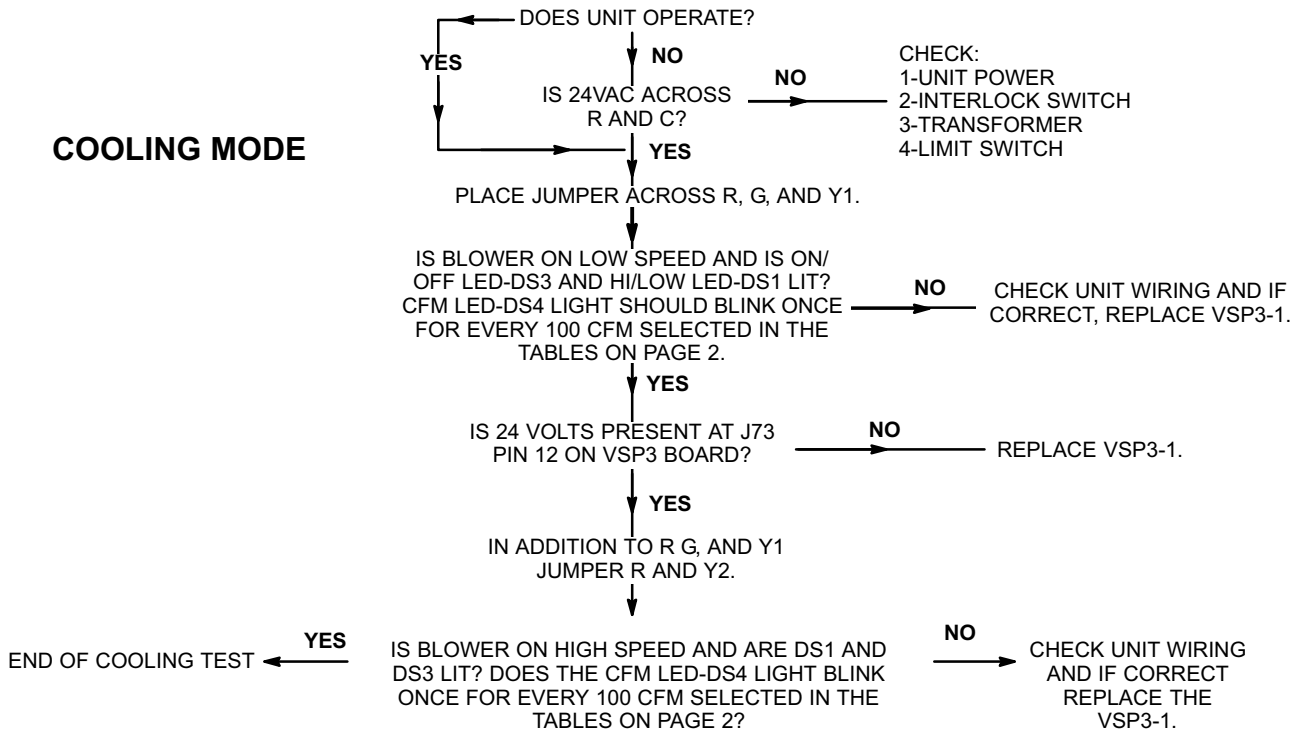 COOLING MODE
DOES UNIT OPERATE?
YES
NO
IS 24VAC ACROSS
R AND C?
NO
CHECK:
1-UNIT POWER
2-INTERLOCK SWITCH
3-TRANSFORMER
4-LIMIT SWITCH
YES
PLACE JUMPER ACROSS R, G, AND Y1.
IS BLOWER ON LOW SPEED AND IS ON/
OFF LED-DS3 AND HI/LOW LED-DS1 LIT?
CFM LED-DS4 LIGHT SHOULD BLINK ONCE
FOR EVERY 100 CFM SELECTED IN THE
TABLES ON PAGE 2.
NO
CHECK UNIT WIRING AND IF
CORRECT, REPLACE VSP3-1.
YES
IS 24 VOLTS PRESENT AT J73
PIN 12 ON VSP3 BOARD?
NO
REPLACE VSP3-1.
YES
IN ADDITION TO R G, AND Y1
JUMPER R AND Y2.
IS BLOWER ON HIGH SPEED AND ARE DS1 AND
DS3 LIT? DOES THE CFM LED-DS4 LIGHT BLINK
ONCE FOR EVERY 100 CFM SELECTED IN THE
TABLES ON PAGE 2?
YES
END OF COOLING TEST
NO
CHECK UNIT WIRING
AND IF CORRECT
REPLACE THE
VSP3-1.